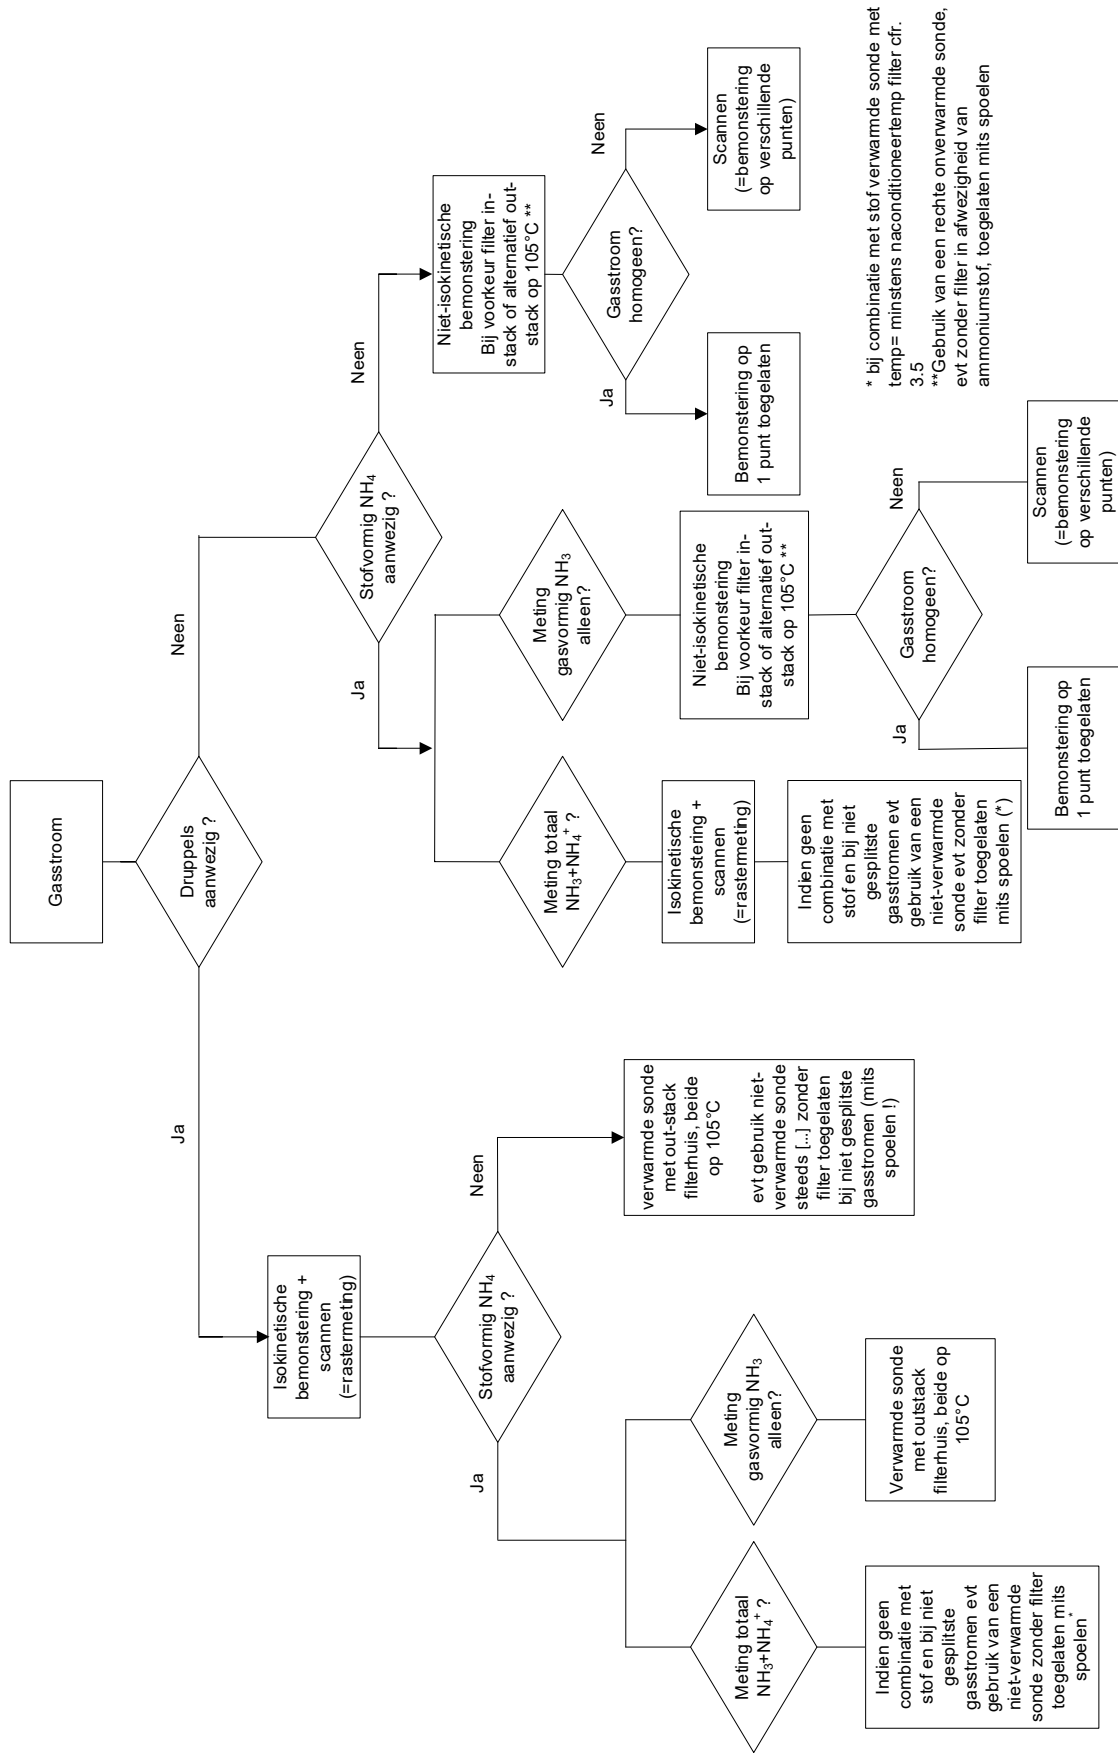 Gasstroom
Druppels
aanwezig ?
Ja
Neen
Isokinetische
bemonstering +
scannen
(=rastermeting)
Stofvormig NH4
aanwezig ?
Ja
Neen
Meting totaal
NH3+NH4+ ?
Indien geen
combinatie met
stof en bij niet
gesplitste
gasstromen evt
gebruik van een
niet-verwarmde
sonde zonder filter
toegelaten mits
spoelen*
Meting
gasvormig NH3
alleen?
Verwarmde sonde
met outstack
filterhuis, beide op
105°C
verwarmde sonde
met out-stack
filterhuis, beide
op 105°C
evt gebruik niet-
verwarmde sonde
steeds [...] zonder
filter toegelaten
bij niet gesplitste
gasstromen (mits
spoelen !)
Stofvormig NH4
aanwezig ?
Ja
Neen
Meting totaal
NH3+NH4+ ?
Isokinetische
bemonstering +
scannen
(=rastermeting)
Indien geen
combinatie met
stof en bij niet
gesplitste
gasstromen evt
gebruik van een
niet-verwarmde
sonde evt zonder
filter toegelaten
mits spoelen (*)
Meting
gasvormig NH3
alleen?
Niet-isokinetische
bemonstering
Bij voorkeur filter in-
stack of alternatief out-
stack op 105°C **
Gasstroom
homogeen?
Ja
Neen
Bemonstering op
1 punt toegelaten
Scannen
(=bemonstering
op verschillende
punten)
Niet-isokinetische
bemonstering
Bij voorkeur filter in-
stack of alternatief out-
stack op 105°C **
Gasstroom
homogeen?
Ja
Neen
Bemonstering op
1 punt toegelaten
Scannen
(=bemonstering
op verschillende
punten)
* bij combinatie met stof verwarmde sonde met
temp= minstens naconditioneertemp filter cfr.
3.5
**Gebruik van een rechte onverwarmde sonde,
evt zonder filter in afwezigheid van
ammoniumstof, toegelaten mits spoelen